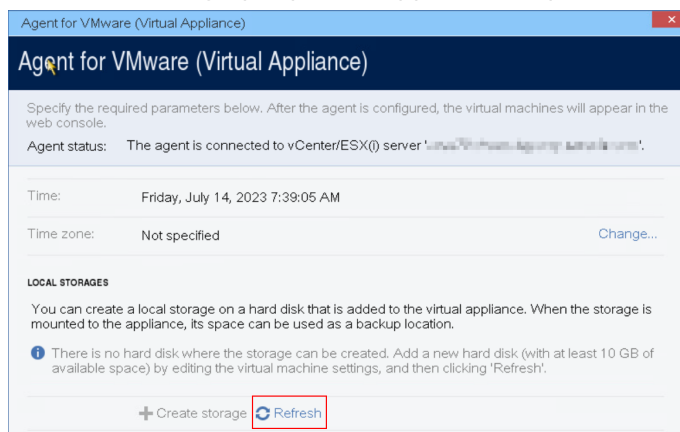 Agent for VMware (Virtual Appliance)
Agent for VMware (Virtual Appliance)
Specify the required parameters below. After the agent is configured, the virtual machines will appear in the
web console.
Agent status: The agent is connected to vCenter/ESX(i) server ' '.
Time: Friday, July 14, 2023 7:39:05 AM
Time zone: Not specified Change...
LOCAL STORAGES
You can create a local storage on a hard disk that is added to the virtual appliance. When the storage is
mounted to the appliance, its space can be used as a backup location.
There is no hard disk where the storage can be created. Add a new hard disk (with at least 10 GB of
available space) by editing the virtual machine settings, and then clicking 'Refresh'.
Create storage Refresh